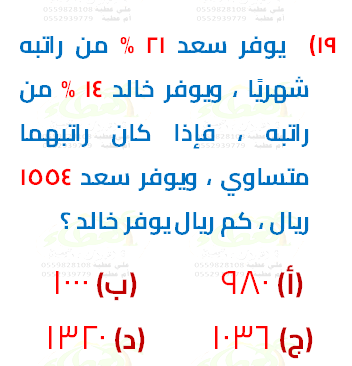 ١٩) يوفر سعد ٢١ % من راتبه
شهريًا ، ويوفر خالد ١٤ % من
راتبه ، فإذا كان راتبهما
متساوي ، ويوفر سعد ١٥٥٤
ريال ، كم ريال يوفر خالد ؟
(أ) ٩٨٠ (ب) ١٠٠٠
(ج) ١٠٣٦ (د) ١٣٢٠